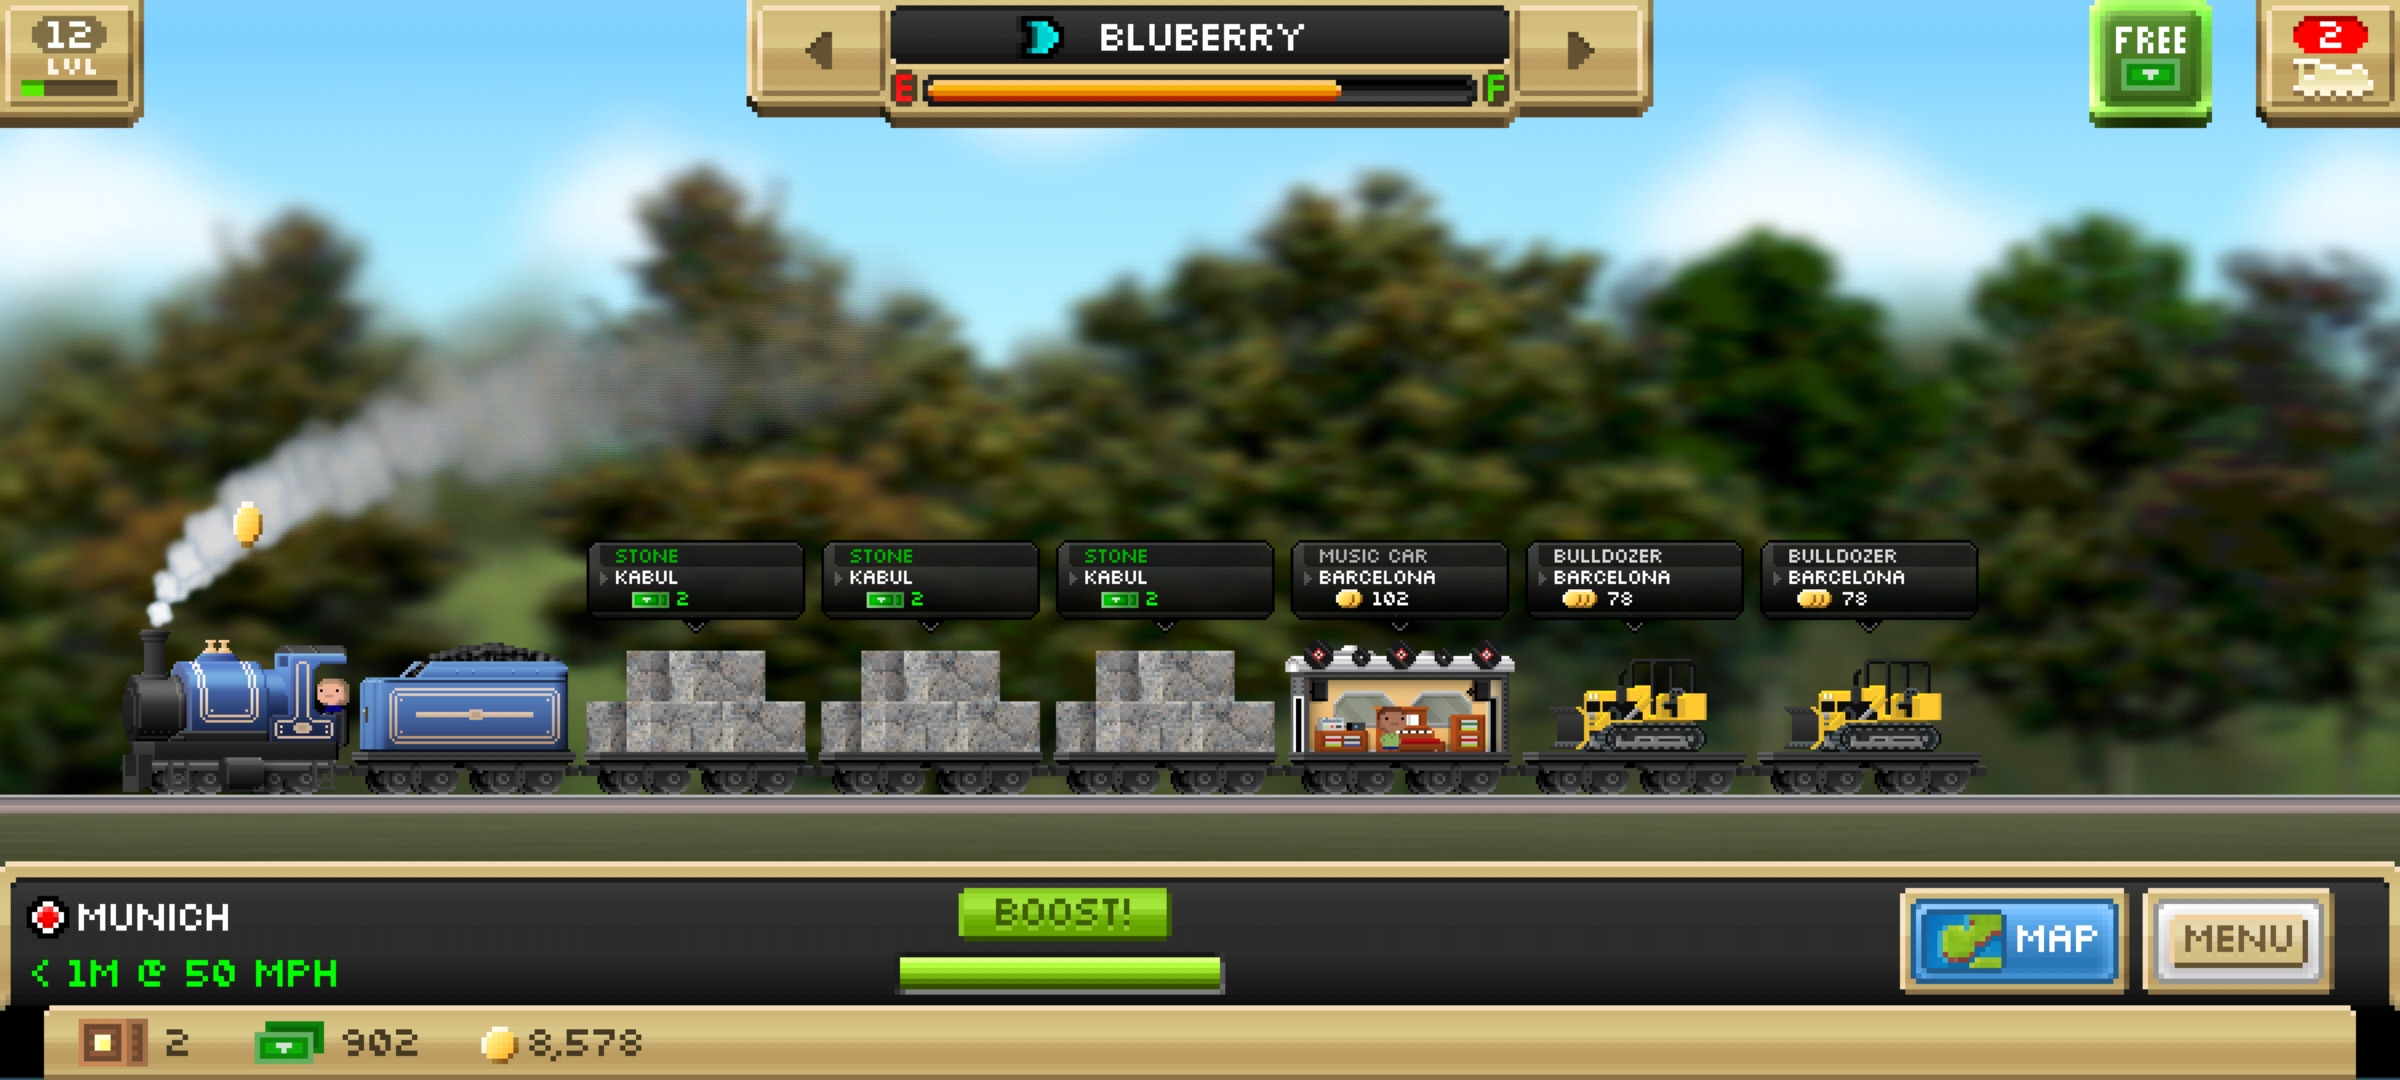 12
LVL
BLUBERRY
E
F
FREE
2
STONE
KABUL
2
STONE
KABUL
2
STONE
KABUL
2
MUSIC CAR
BARCELONA
102
BULLDOZER
BARCELONA
78
BULLDOZER
BARCELONA
78
MUNICH
< 1M @ 50 MPH
BOOST!
MAP
MENU
2
902
8,578